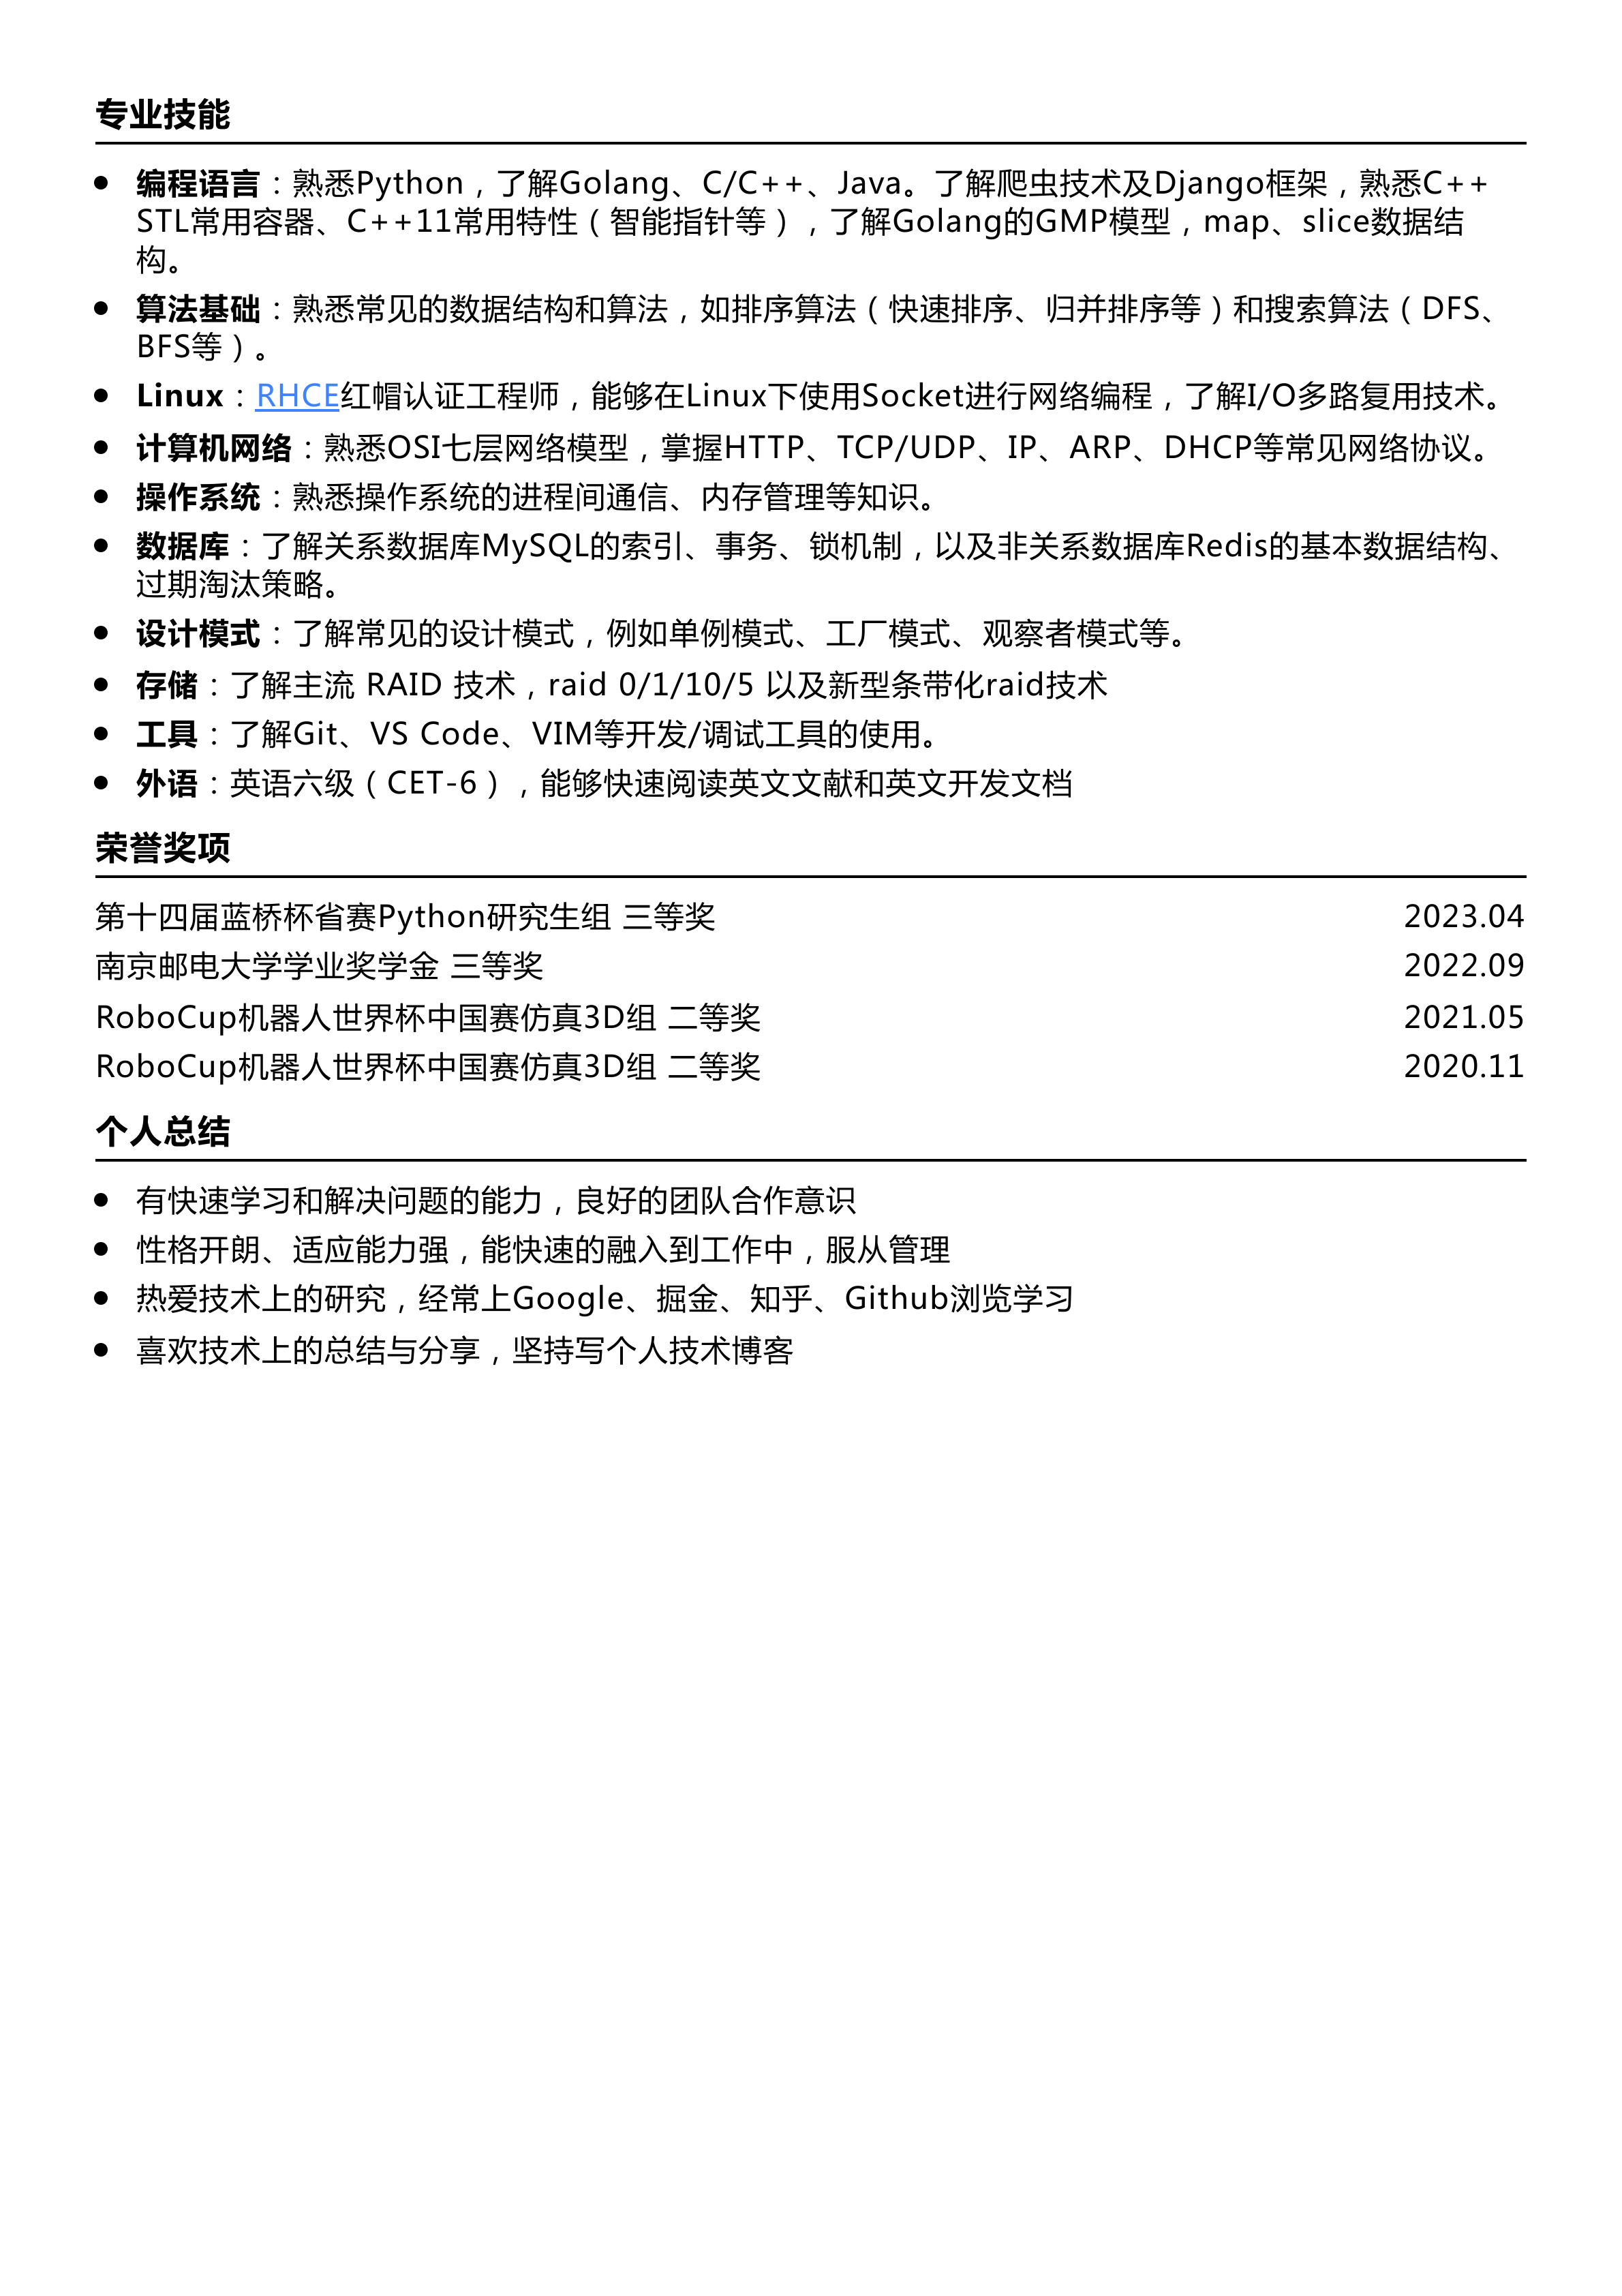 专业技能
编程语言：熟悉Python，了解Golang、C/C++、Java。了解爬虫技术及Django框架，熟悉C++
STL常用容器、C++11常用特性（智能指针等），了解Golang的GMP模型，map、slice数据结
构。
算法基础：熟悉常见的数据结构和算法，如排序算法（快速排序、归并排序等）和搜索算法（DFS、
BFS等）。
Linux：RHCE红帽认证工程师，能够在Linux下使用Socket进行网络编程，了解I/O多路复用技术。
计算机网络：熟悉OSI七层网络模型，掌握HTTP、TCP/UDP、IP、ARP、DHCP等常见网络协议。
操作系统：熟悉操作系统的进程间通信、内存管理等知识。
数据库：了解关系数据库MySQL的索引、事务、锁机制，以及非关系数据库Redis的基本数据结构、
过期淘汰策略。
设计模式：了解常见的设计模式，例如单例模式、工厂模式、观察者模式等。
存储：了解主流 RAID 技术，raid 0/1/10/5 以及新型条带化raid技术
工具：了解Git、VS Code、VIM等开发/调试工具的使用。
外语：英语六级（CET-6），能够快速阅读英文文献和英文开发文档
荣誉奖项
第十四届蓝桥杯省赛Python研究生组 三等奖 2023.04
南京邮电大学学业奖学金 三等奖 2022.09
RoboCup机器人世界杯中国赛仿真3D组 二等奖 2021.05
RoboCup机器人世界杯中国赛仿真3D组 二等奖 2020.11
个人总结
有快速学习和解决问题的能力，良好的团队合作意识
性格开朗、适应能力强，能快速的融入到工作中，服从管理
热爱技术上的研究，经常上Google、掘金、知乎、Github浏览学习
喜欢技术上的总结与分享，坚持写个人技术博客